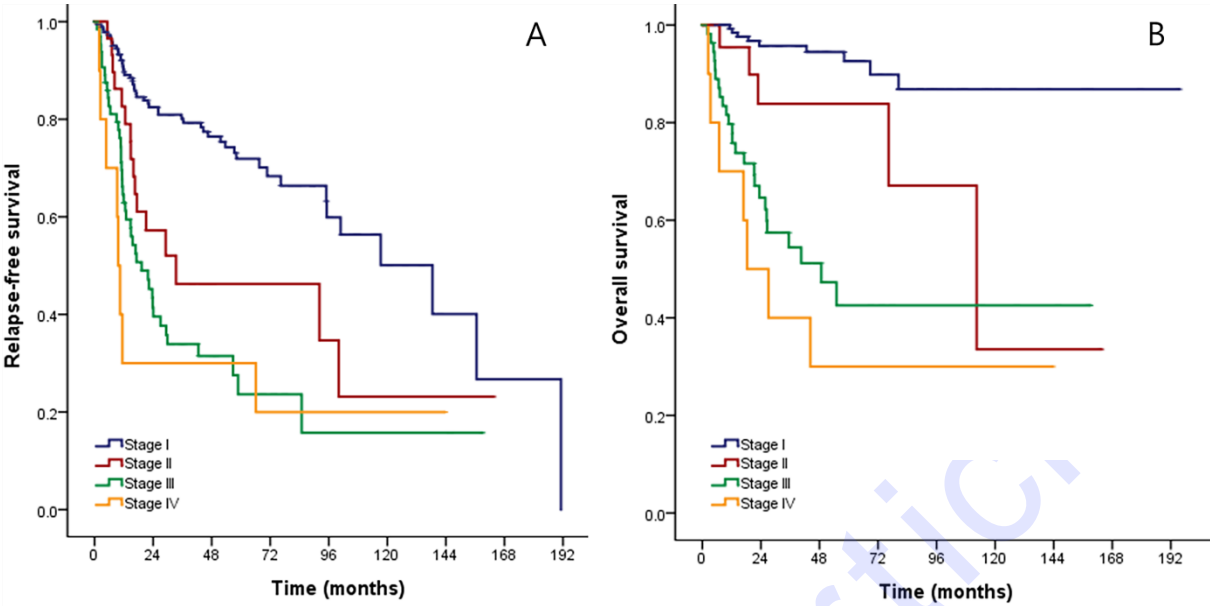 A
Relapse-free survival
1.0
0.8
0.6
0.4
0.2
0.0
Stage I
Stage II
Stage III
Stage IV
0 24 48 72 96 120 144 168 192
Time (months)
B
Overall survival
1.0
0.8
0.6
0.4
0.2
0.0
Stage I
Stage II
Stage III
Stage IV
0 24 48 72 96 120 144 168 192
Time (months)